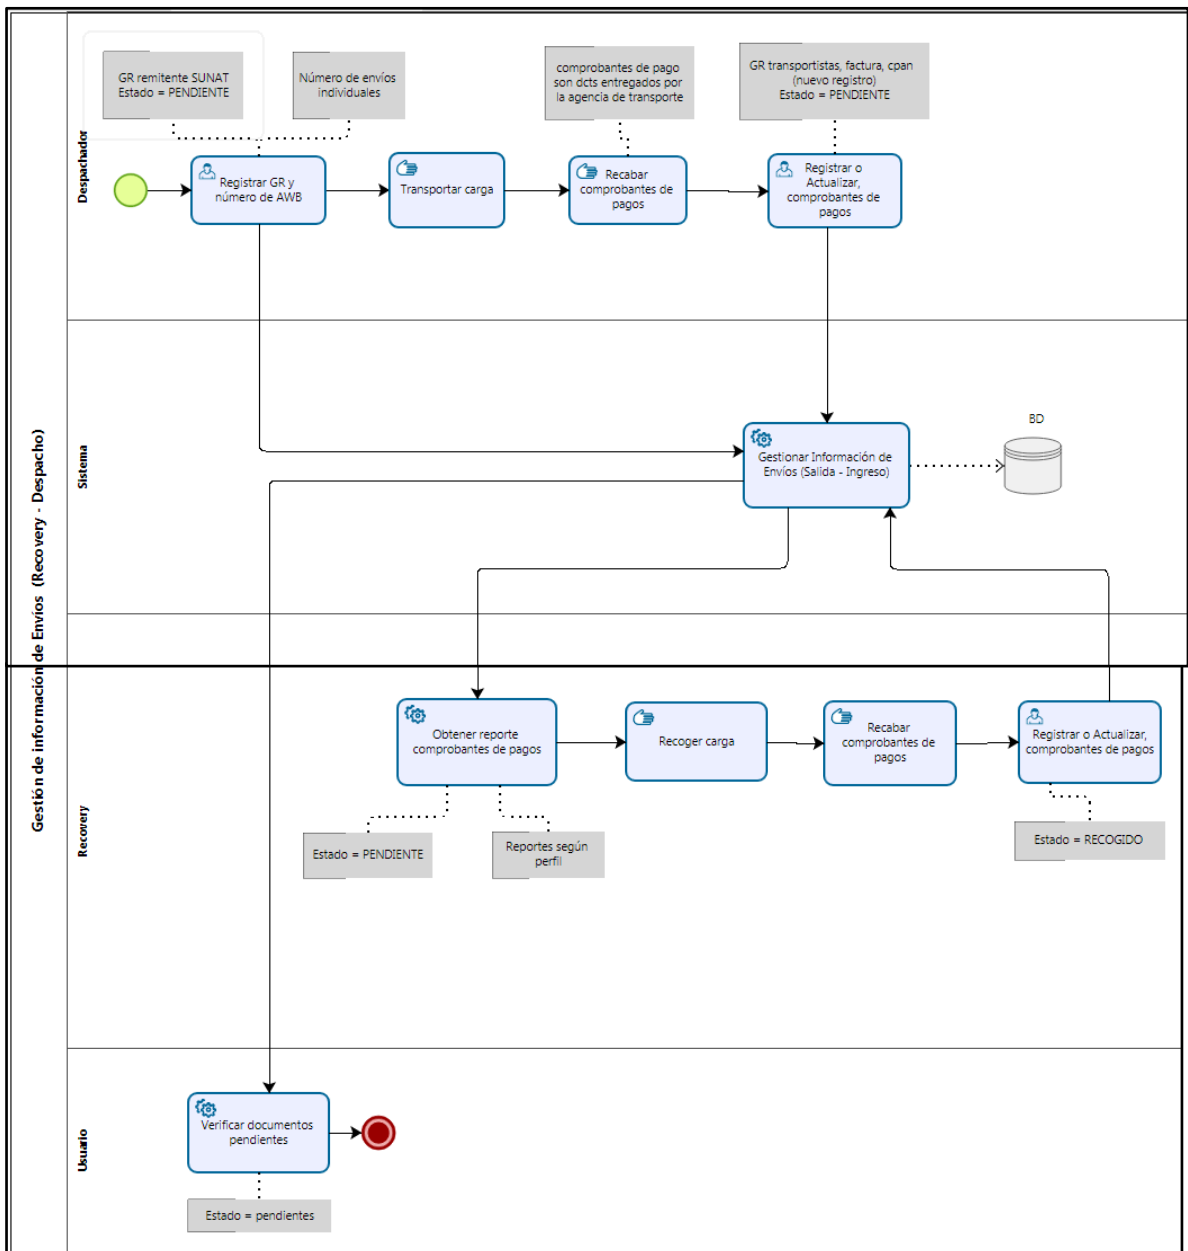 Gestión de información de Envíos  (Recovery - Despacho)
Despachador
GR remitente SUNAT
Estado = PENDIENTE
Número de envíos
individuales
comprobantes de pago
son dcts entregados por
la agencia de transporte
GR transportistas, factura, cpan
(nuevo registro)
Estado = PENDIENTE
Registrar GR y
número de AWB
Transportar carga
Recabar
comprobantes de
pagos
Registrar o
Actualizar,
comprobantes de
pagos
Sistema
Gestionar Información de
Envíos (Salida - Ingreso)
BD
Recovery
Obtener reporte
comprobantes de pagos
Recoger carga
Recabar
comprobantes de
pagos
Registrar o Actualizar,
comprobantes de pagos
Estado = PENDIENTE
Reportes según
perfil
Estado = RECOGIDO
Usuario
Verificar documentos
pendientes
Estado = pendientes